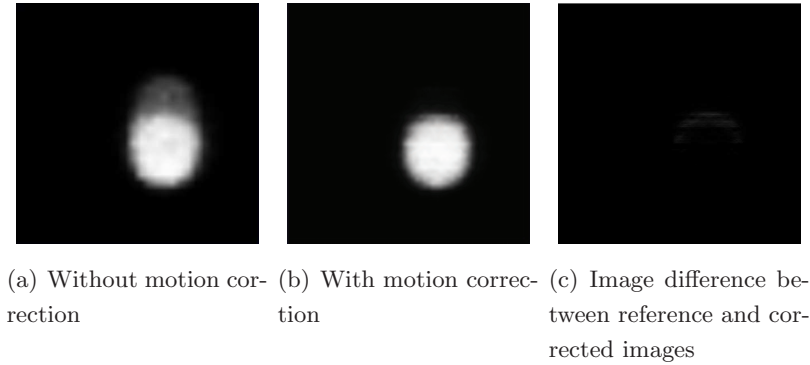 (a) Without motion cor-
rection
(b) With motion correc-
tion
(c) Image difference be-
tween reference and cor-
rected images